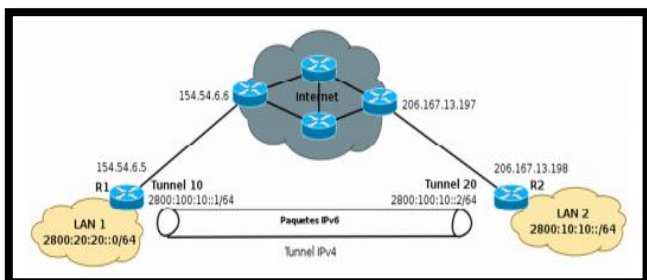 Internet
154.54.6.6
206.167.13.197
154.54.6.5
206.167.13.198
R1
Tunnel 10
Tunnel 20
R2
2800:100:10::1/64
2800:100:10::2/64
LAN 1
2800:20:20::0/64
Paquetes IPv6
LAN 2
2800:10:10::/64
Tunnel IPv4